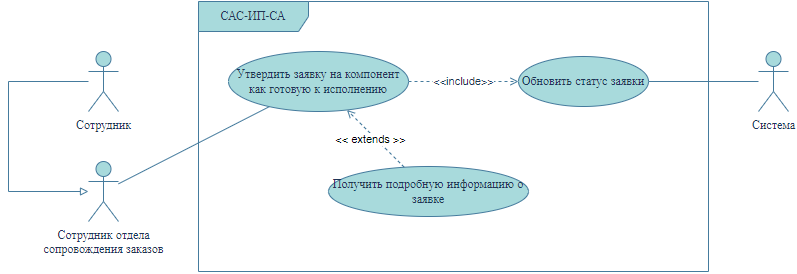 САС-ИП-СА
Утвердить заявку на компонент
как готовую к исполнению
<<include>>
Обновить статус заявки
Сотрудник
Система
<< extends >>
Получить подробную информацию о
заявке
Сотрудник отдела
сопровождения заказов